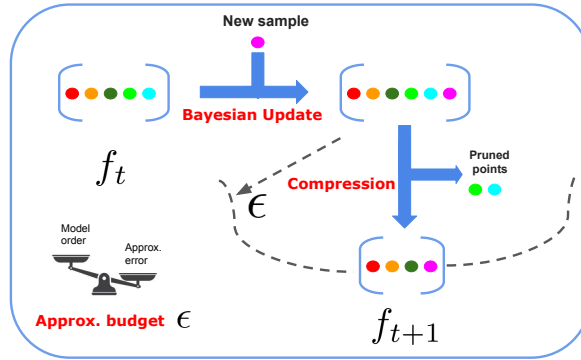 New sample
Bayesian Update
f_t
ϵ
Compression
Pruned
points
Model
order
Approx.
error
Approx. budget ϵ
f_{t+1}